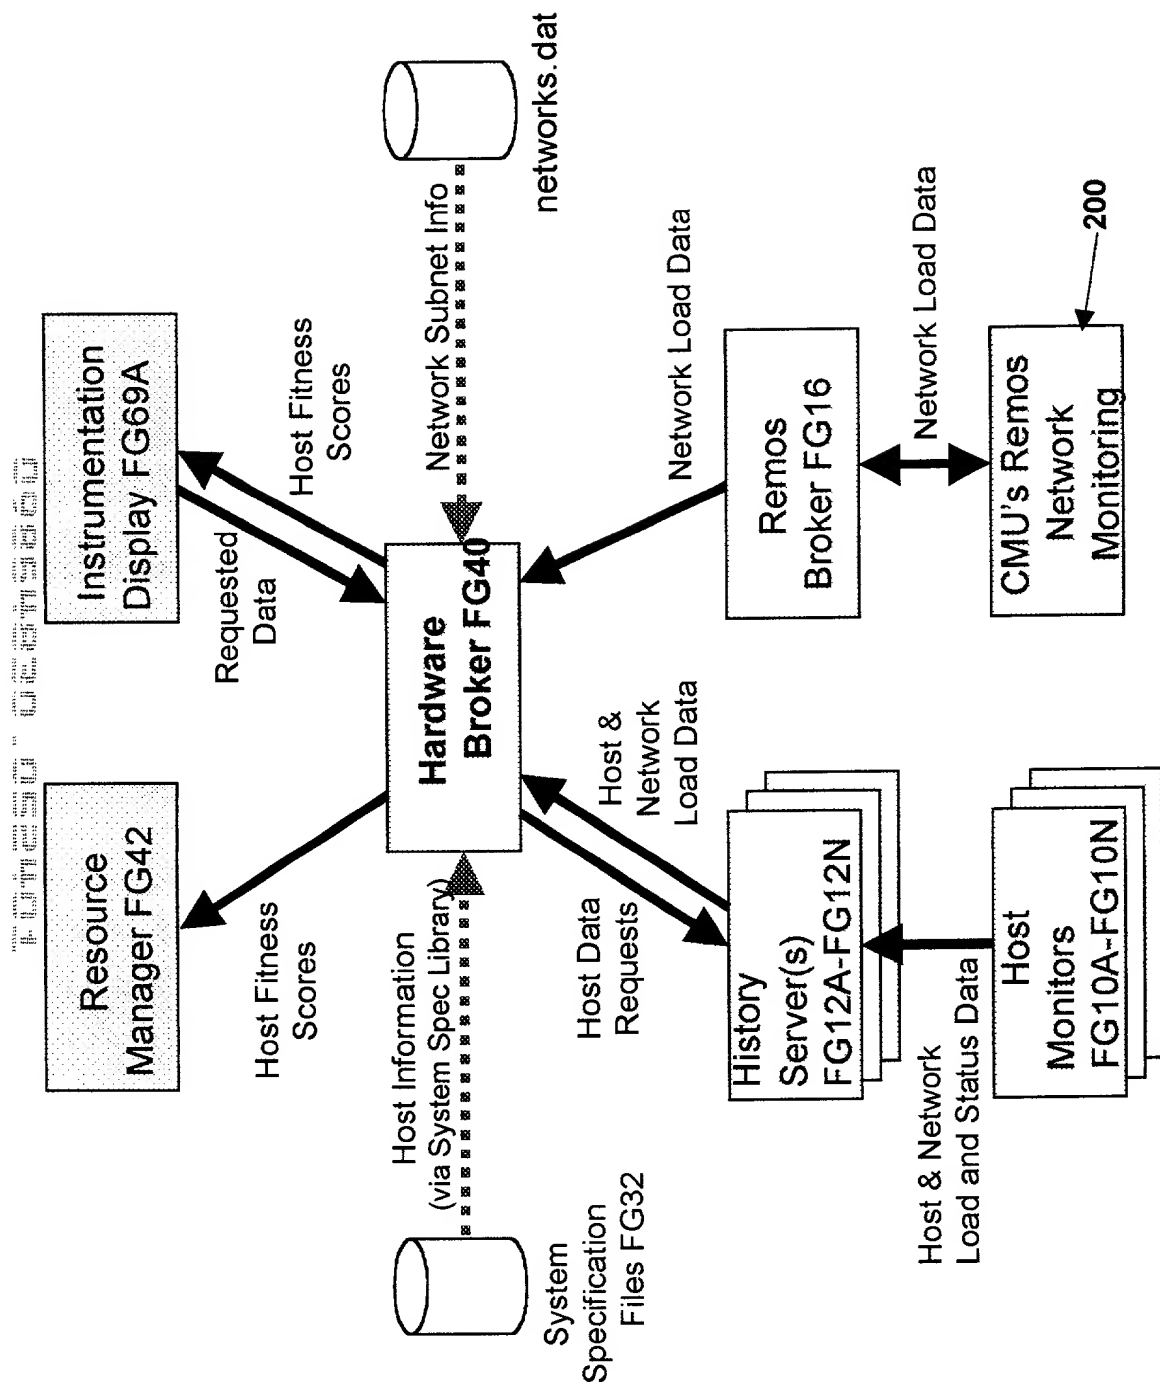 Resource
Manager FG42
Instrumentation
Display FG69A
Host Fitness
Scores
Requested
Data
Host Fitness
Scores
Host Information
(via System Spec Library)
Hardware
Broker FG40
Network Subnet Info
networks.dat
System
Specification
Files FG32
Host Data
Requests
Host &
Network
Load Data
Network Load Data
History
Server(s)
FG12A-FG12N
Remos
Broker FG16
Host & Network
Load and Status Data
Network Load Data
Host
Monitors
FG10A-FG10N
CMU's Remos
Network
Monitoring
200